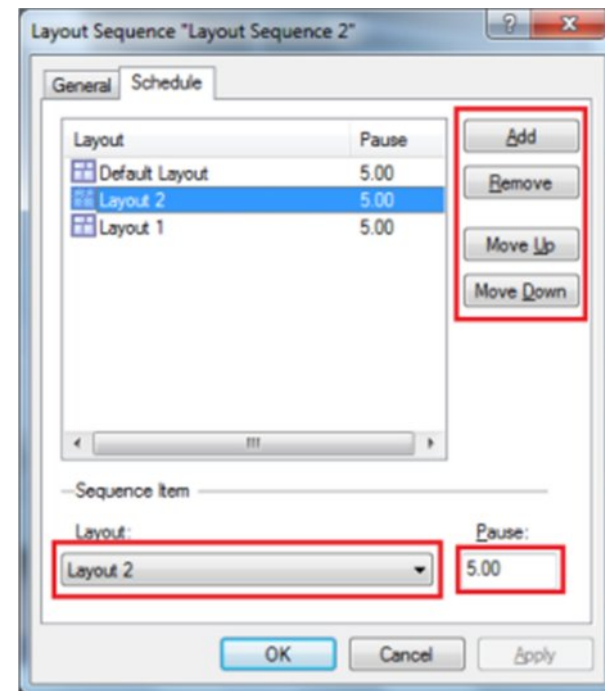 Layout Sequence "Layout Sequence 2"
General Schedule
Layout Pause
Default Layout 5.00
Layout 2 5.00
Layout 1 5.00
Add
Remove
Move Up
Move Down
Sequence Item
Layout: Pause:
Layout 2 5.00
OK Cancel Apply